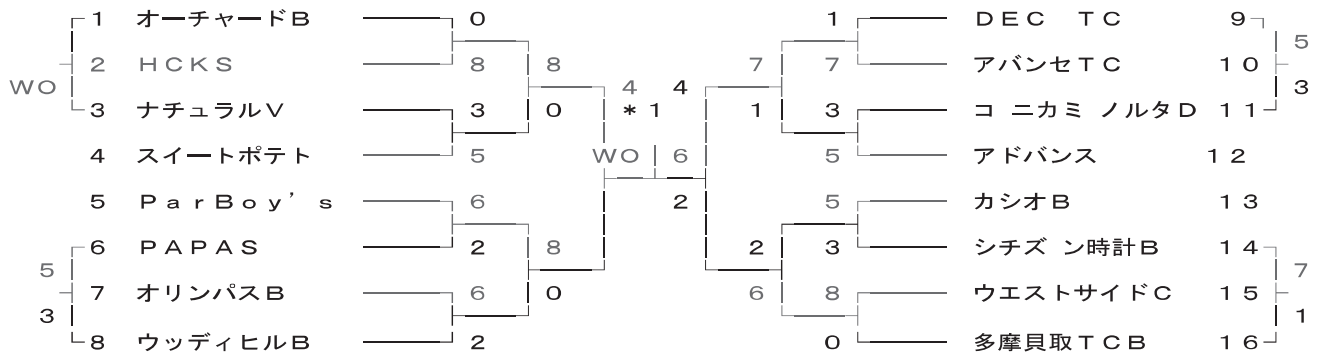 1 オーチャードB 0 1 DEC TC 9
5
2 HCKS 8 8 7 7 アバンセTC 10
WO 4 4 3
3 ナチュラルV 3 0 *1 1 3 コ ニカミ ノルタD 11
4 スイートポテト 5 WO 6 5 アドバンス 12
5 ParBoy's 6 2 5 カシオB 13
6 PAPAS 2 8 2 3 シチズ ン時計B 14
5 7
7 オリンパスB 6 0 6 8 ウエストサイドC 15
3 1
8 ウッディヒルB 2 0 多摩貝取TCB 16